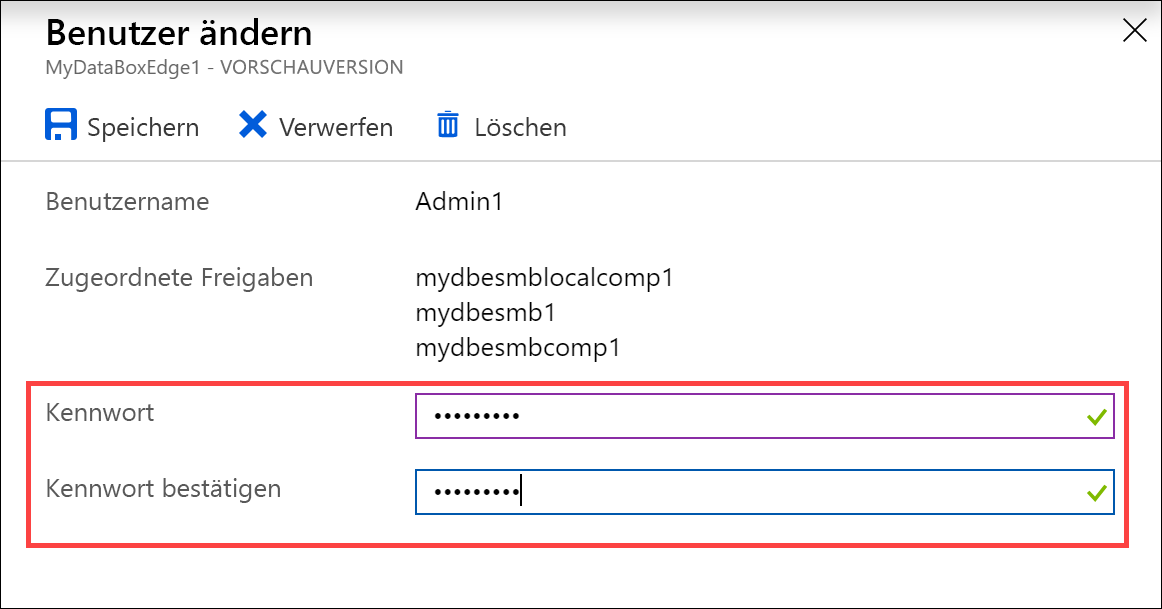 Benutzer ändern
MyDataBoxEdge1 - VORSCHAUVERSION
Speichern Verwerfen Löschen
Benutzername Admin1
Zugeordnete Freigaben mydbesmblocalcomp1
mydbesmb1
mydbesmbcomp1
Kennwort •••••••••
Kennwort bestätigen •••••••••